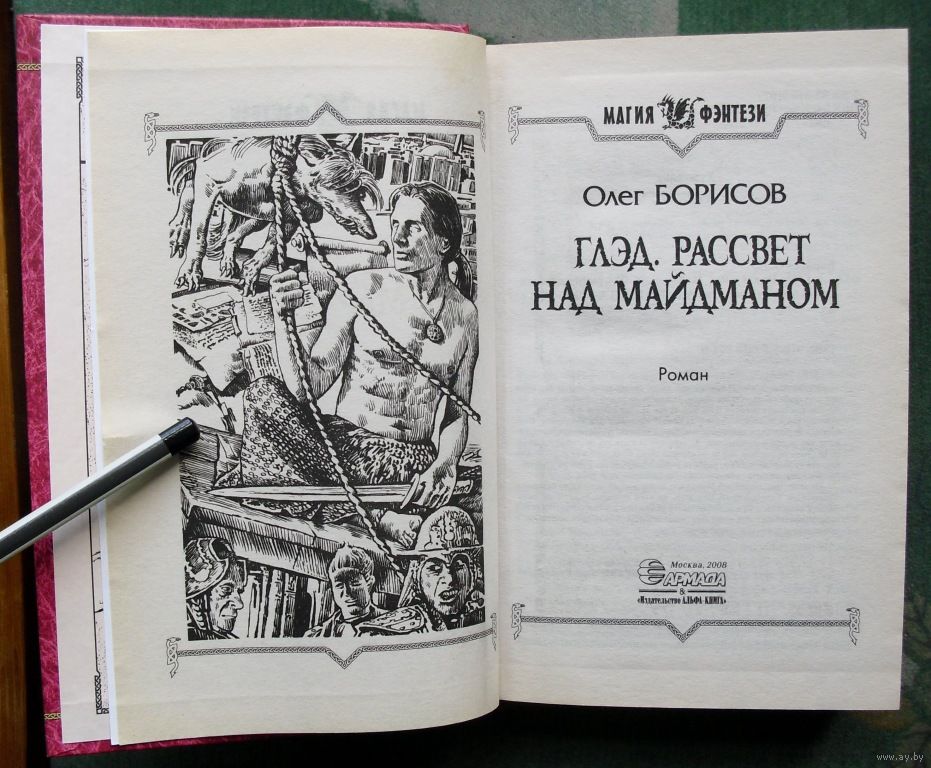 МАГИЯ ФЭНТЕЗИ
Олег БОРИСОВ
ГЛЭД. РАССВЕТ
НАД МАЙДМАНОМ
Роман
Москва, 2008
АРМАДА
&
«Издательство АЛЬФА-КНИГА»
www.ay.by